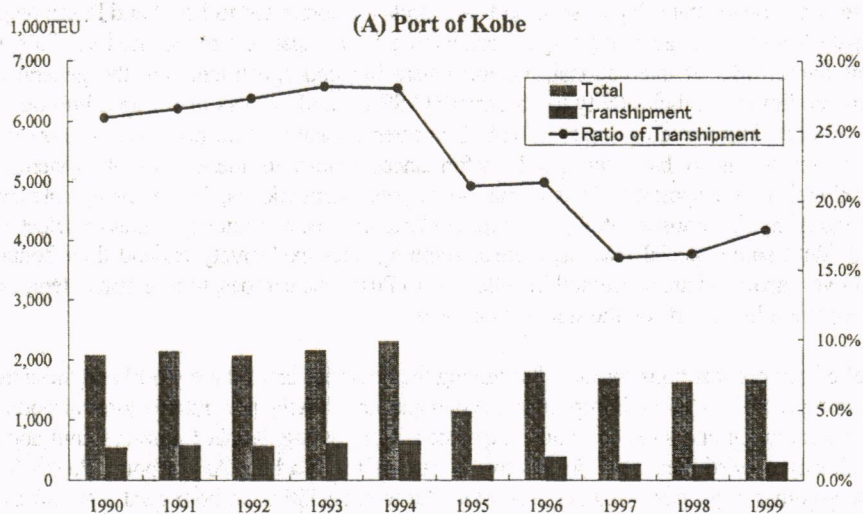 (A) Port of Kobe
1,000TEU
7,000
6,000
5,000
4,000
3,000
2,000
1,000
0
30.0%
25.0%
20.0%
15.0%
10.0%
5.0%
0.0%
Total
Transhipment
Ratio of Transhipment
1990 1991 1992 1993 1994 1995 1996 1997 1998 1999